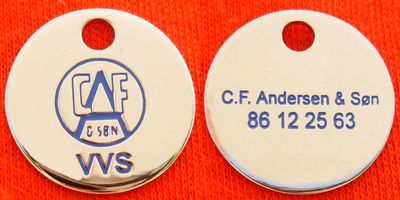 CAF
& SØN
VVS
C.F. Andersen & Søn
86 12 25 63